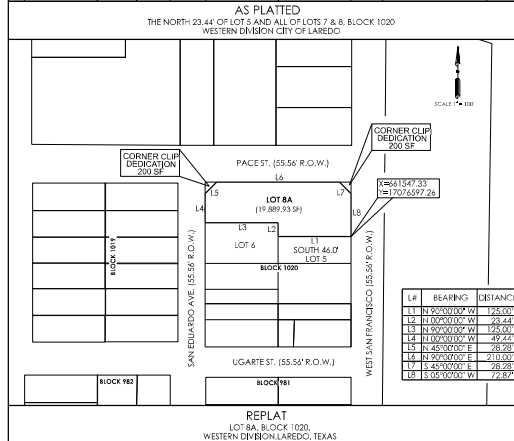 AS PLATTED
THE NORTH 23.44' OF LOT 5 AND ALL OF LOTS 7 & 8, BLOCK 1020
WESTERN DIVISION CITY OF LAREDO
SCALE 1"= 100'
CORNER CLIP
DEDICATION
200 SF
CORNER CLIP
DEDICATION
200 SF
PACE ST. (55.56' R.O.W.)
L6
L5
L7
X=661547.33
Y=17076597.26
LOT 8A
(19,889.93 SF)
L4
L8
L3
L2
L1
LOT 6
SOUTH 46.0'
LOT 5
BLOCK 1020
BLOCK 1019
SAN EDUARDO AVE. (55.56' R.O.W.)
WEST SAN FRANCISCO (55.56' R.O.W.)
L# BEARING DISTANCE
L1 N 90°00'00" W 125.00'
L2 N 00°00'00" W 23.44'
L3 N 90°00'00" W 125.00'
L4 N 00°00'00" W 49.44'
L5 N 45°00'00" E 28.28'
L6 N 90°00'00" E 210.00'
L7 S 45°00'00" E 28.28'
L8 S 05°00'00" W 72.87'
UGARTE ST. (55.56' R.O.W.)
BLOCK 982
BLOCK 981
REPLAT
LOT 8A, BLOCK 1020,
WESTERN DIVISION,LAREDO, TEXAS